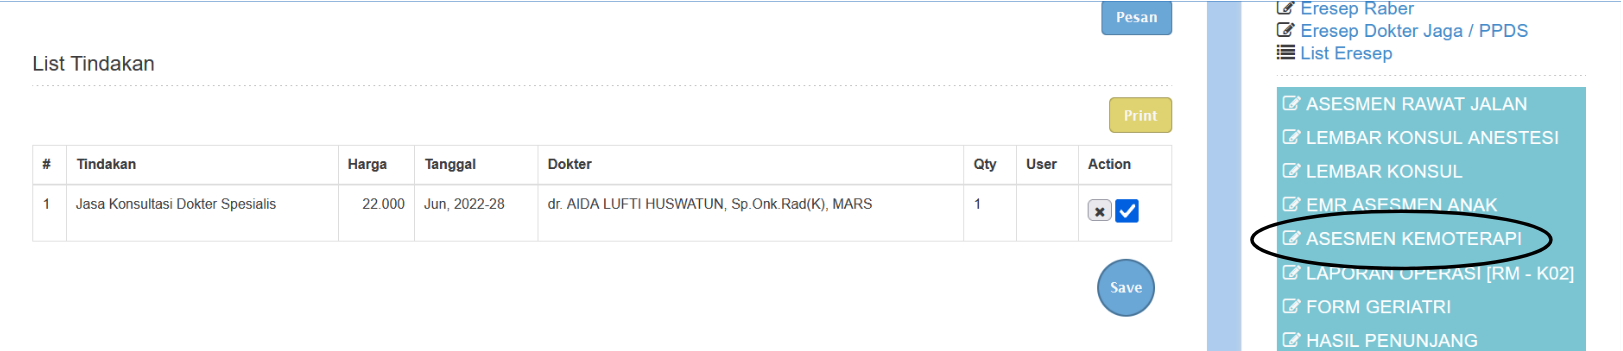 Pesan
List Tindakan
Print
# Tindakan Harga Tanggal Dokter Qty User Action
1 Jasa Konsultasi Dokter Spesialis 22.000 Jun, 2022-28 dr. AIDA LUFTI HUSWATUN, Sp.Onk.Rad(K), MARS 1
Save
Eresep Raber
Eresep Dokter Jaga / PPDS
List Eresep
ASESMEN RAWAT JALAN
LEMBAR KONSUL ANESTESI
LEMBAR KONSUL
EMR ASESMEN ANAK
ASESMEN KEMOTERAPI
LAPORAN OPERASI [RM - K02]
FORM GERIATRI
HASIL PENUNJANG